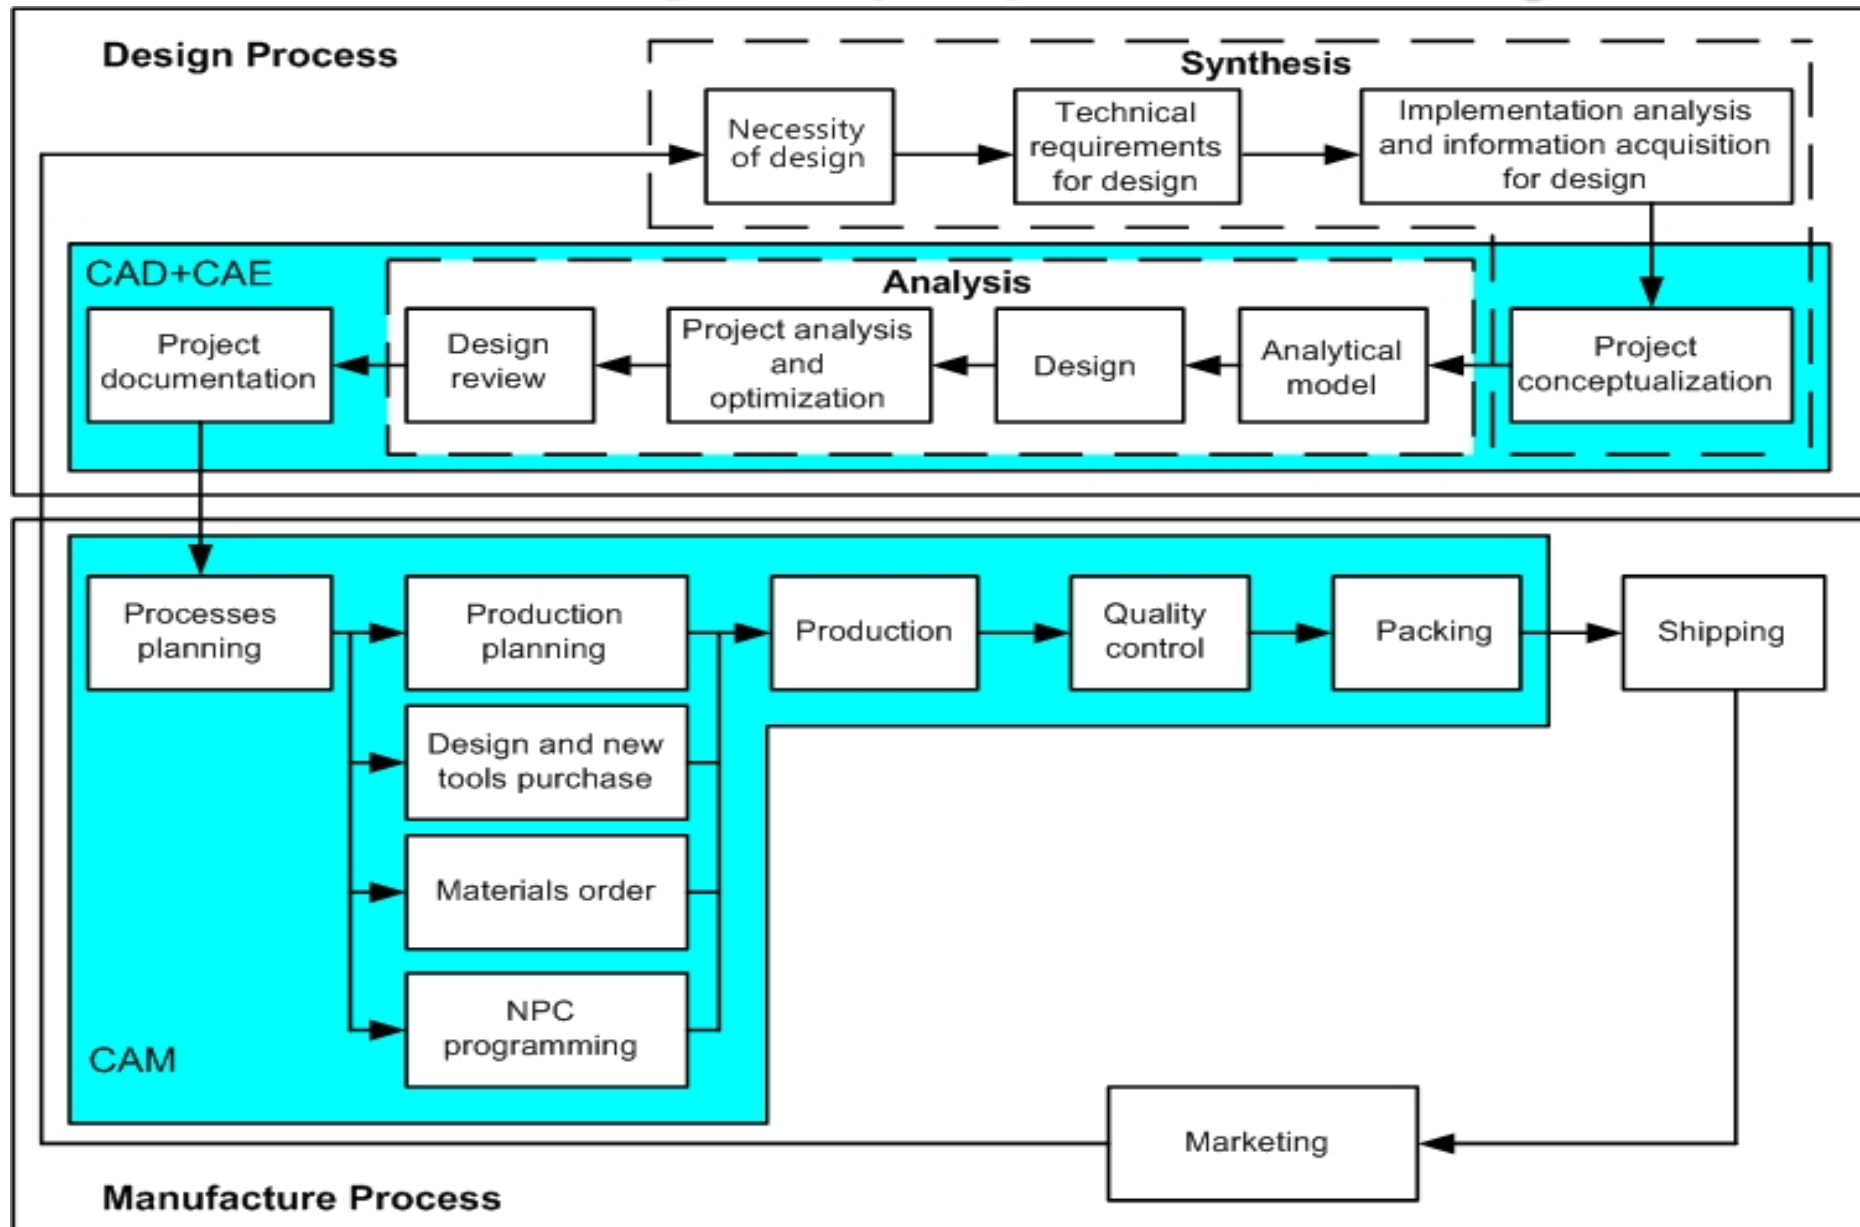 Design Process
Synthesis
Necessity
of design
Technical
requirements
for design
Implementation analysis
and information acquisition
for design
CAD+CAE
Analysis
Project
documentation
Design
review
Project analysis
and
optimization
Design
Analytical
model
Project
conceptualization
Processes
planning
Production
planning
Production
Quality
control
Packing
Shipping
Design and new
tools purchase
Materials order
NPC
programming
CAM
Marketing
Manufacture Process